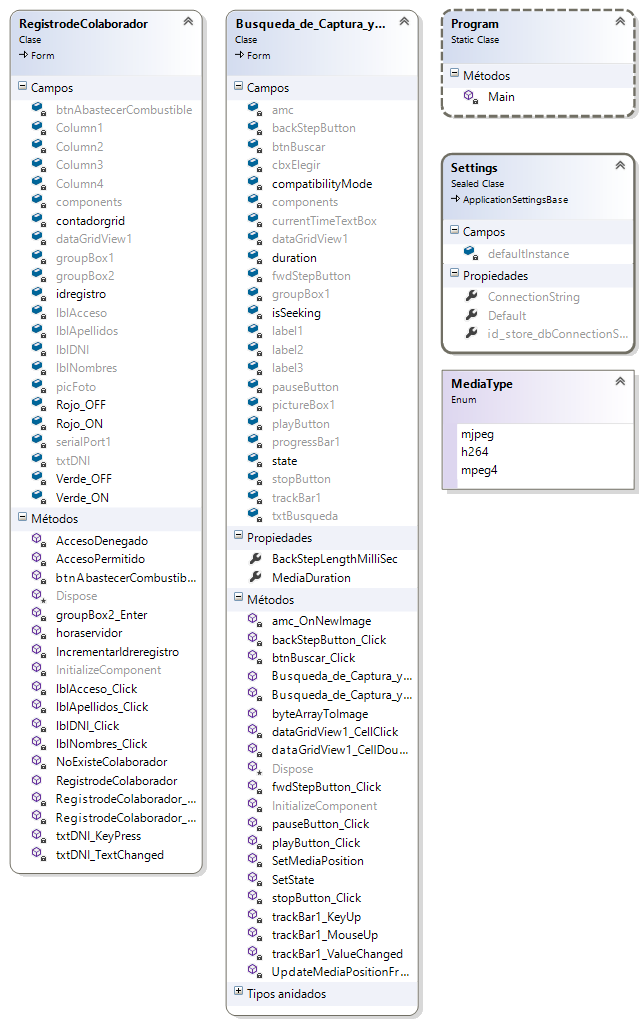 RegistrodeColaborador
Clase
Form
Campos
btnAbastecerCombustible
Column1
Column2
Column3
Column4
components
contadorgrid
dataGridView1
groupBox1
groupBox2
idregistro
lblAcceso
lblApellidos
lblDNI
lblNombres
picFoto
Rojo_OFF
Rojo_ON
serialPort1
txtDNI
Verde_OFF
Verde_ON
Métodos
AccesoDenegado
AccesoPermitido
btnAbastecerCombustib...
Dispose
groupBox2_Enter
horaservidor
IncrementarIdreregistro
InitializeComponent
lblAcceso_Click
lblApellidos_Click
lblDNI_Click
lblNombres_Click
NoExisteColaborador
RegistrodeColaborador
RegistrodeColaborador_...
RegistrodeColaborador_...
txtDNI_KeyPress
txtDNI_TextChanged
Busqueda_de_Captura_y...
Clase
Form
Campos
amc
backStepButton
btnBuscar
cbxElegir
compatibilityMode
components
currentTimeTextBox
dataGridView1
duration
fwdStepButton
groupBox1
isSeeking
label1
label2
label3
pauseButton
pictureBox1
playButton
progressBar1
state
stopButton
trackBar1
txtBusqueda
Propiedades
BackStepLengthMilliSec
MediaDuration
Métodos
amc_OnNewImage
backStepButton_Click
btnBuscar_Click
Busqueda_de_Captura_y...
Busqueda_de_Captura_y...
byteArrayToImage
dataGridView1_CellClick
dataGridView1_CellDou...
Dispose
fwdStepButton_Click
InitializeComponent
pauseButton_Click
playButton_Click
SetMediaPosition
SetState
stopButton_Click
trackBar1_KeyUp
trackBar1_MouseUp
trackBar1_ValueChanged
UpdateMediaPositionFr...
Tipos anidados
Program
Static Clase
Métodos
Main
Settings
Sealed Clase
ApplicationSettingsBase
Campos
defaultInstance
Propiedades
ConnectionString
Default
id_store_dbConnectionS...
MediaType
Enum
mjpeg
h264
mpeg4